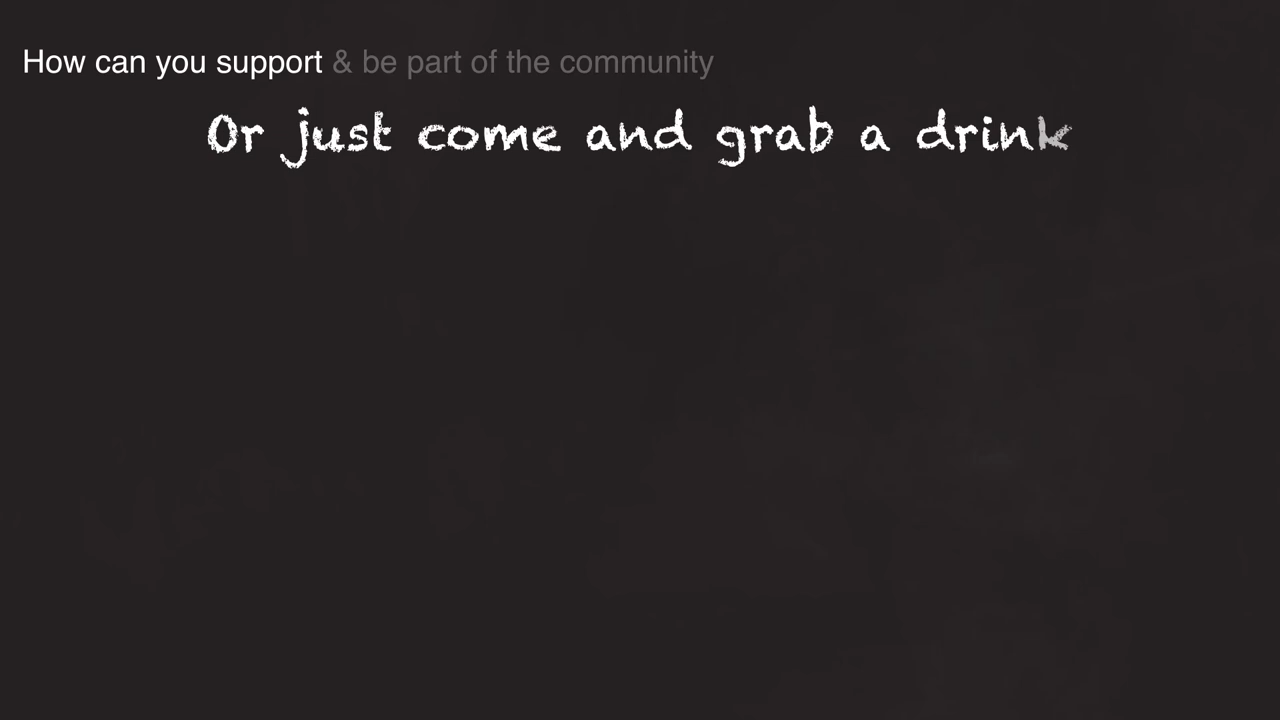 How can you support & be part of the community
Or just come and grab a drink